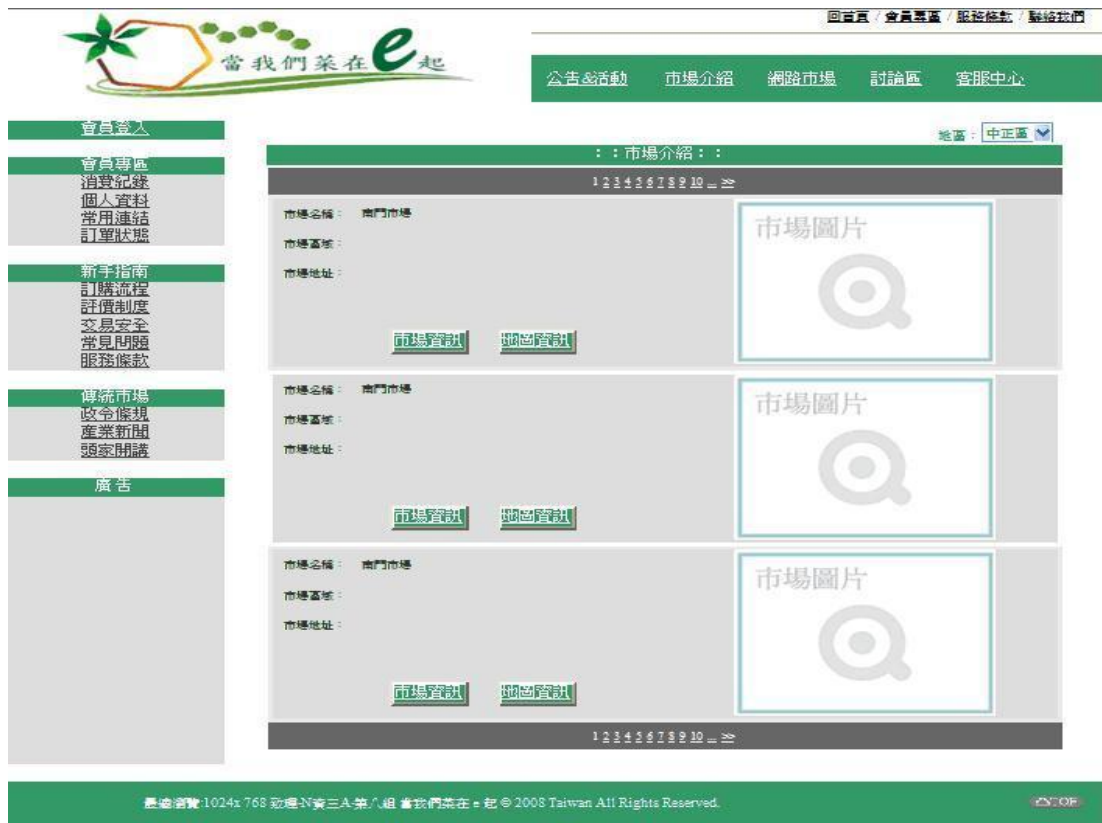 回首頁 / 會員專區 / 服務條款 / 聯絡我們
當我們菜在e起
公告&活動 市場介紹 網路市場 討論區 客服中心
會員登入
地區：中正區
會員專區
消費紀錄
個人資料
常用連結
訂單狀態
新手指南
訂購流程
評價制度
交易安全
常見問題
服務條款
傳統市場
政令條規
產業新聞
頭家開講
廣告
：：市場介紹：：
1 2 3 4 5 6 7 8 9 10 ... >>
市場名稱： 南門市場
市場區域：
市場地址：
市場資訊 地圖資訊
市場圖片
市場名稱： 南門市場
市場區域：
市場地址：
市場資訊 地圖資訊
市場圖片
市場名稱： 南門市場
市場區域：
市場地址：
市場資訊 地圖資訊
市場圖片
1 2 3 4 5 6 7 8 9 10 ... >>
最適瀏覽:1024x 768 致理-N資三A-第八組 當我們菜在 e 起 © 2008 Taiwan All Rights Reserved.
TOP